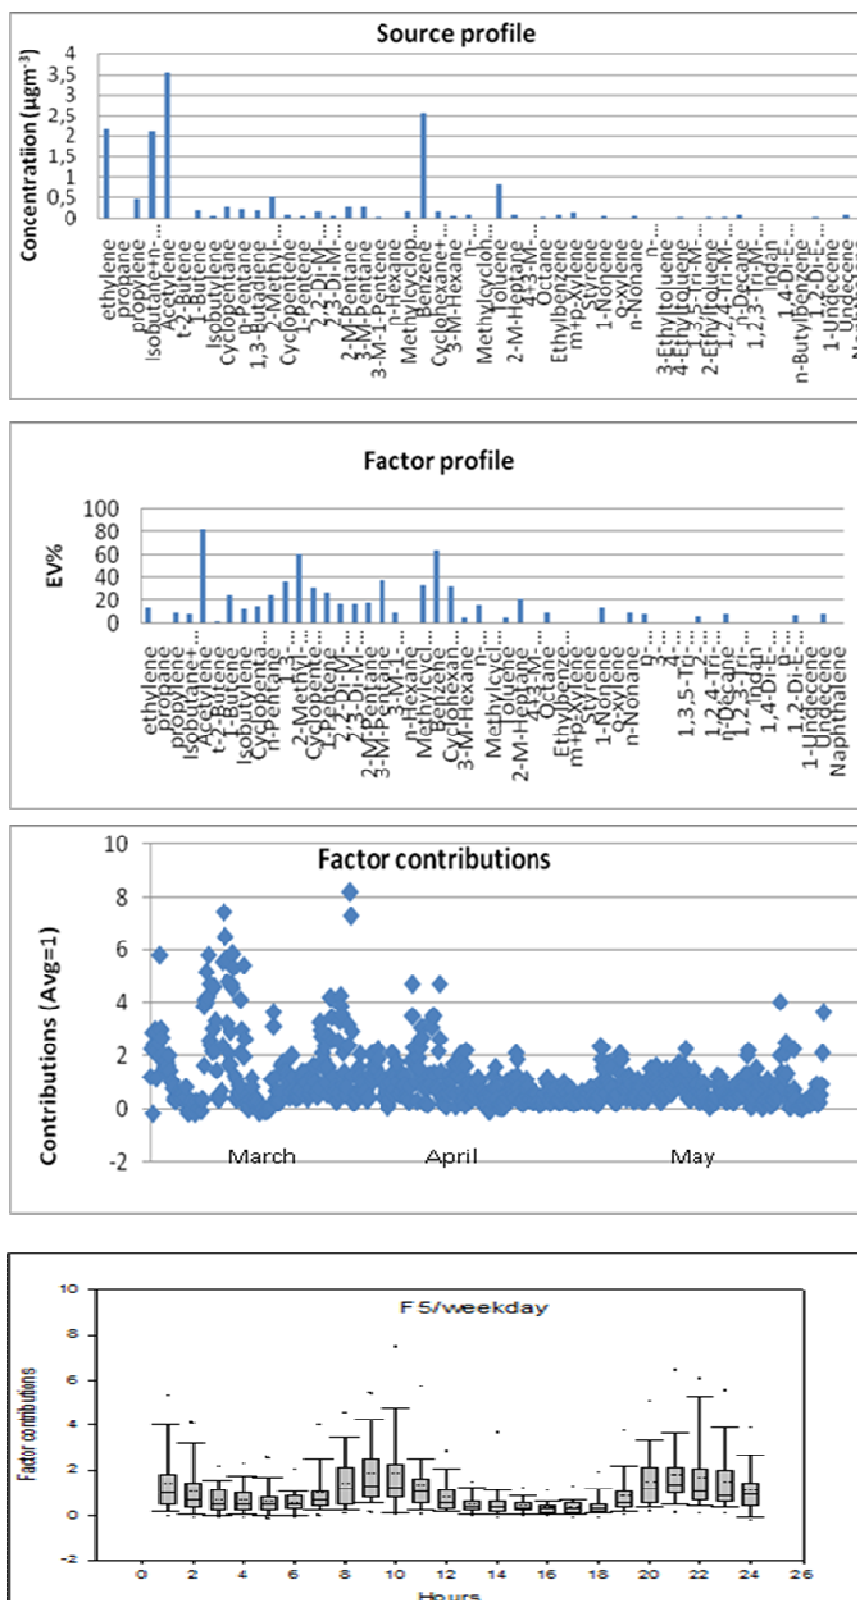 Source profile
Concentratiion (µgm⁻³)
4
3,5
3
2,5
2
1,5
1
0,5
0
ethylene
propane
propylene
Isobutane+n-...
Acetylene
t-2-Butene
1-Butene
Isobutylene
Cyclopentane
n-Pentane
1,3-Butadiene
2-Methyl-...
Cyclopentene
1-Pentene
2,2-Di-M-...
2,3-Di-M-...
2-M-Pentane
3-M-Pentane
3-M-1-Pentene
n-Hexane
Methylcyclop...
Benzene
Cyclohexane+...
3-M-Hexane
n-...
Methylcycloh...
Toluene
2-M-Heptane
4+3-M-...
Octane
Ethylbenzene
m+p-xylene
Styrene
1-Nonene
o-xylene
n-Nonane
n-...
3-Ethyltoluene
4-Ethyltoluene
1,3,5-Tri-M-...
2-Ethyltoluene
1,2,4-Tri-M-...
n-Decane
1,2,3-Tri-M-...
Indan
1,4-Di-E-...
n-Butylbenzene
1,2-Di-E-...
1-Undecene
Undecene
Factor profile
EV%
100
80
60
40
20
0
ethylene
propane
propylene
Isobutane+...
Acetylene
t-2-Butene
1-Butene
Isobutylene
Cyclopenta...
n-Pentane
1,3-...
2-Methyl-...
Cyclopente...
1-Pentene
2,2-Di-M...
2,3-Di-M...
2-M-Pentane
3-M-Pentane
3-M-1-...
n-Hexane
Methylcycl...
Benzene
Cyclohexan...
3-M-Hexane
n-...
Methylcycl...
Toluene
2-M-Heptane
4+3-M-...
Octane
Ethylbenze...
m+p-xylene
Styrene
1-Nonene
o-xylene
n-Nonane
n-...
3-...
4-...
1,3,5-Tri-...
2-...
1,2,4-Tri-...
n-Decane
1,2,3-Tri-...
Indan
1,4-Di-E-...
n-...
1,2-Di-E-...
1-Undecene
Undecene
Naphthalene
Factor contributions
Contributions (Avg=1)
10
8
6
4
2
0
-2
March April May
F5/weekday
Factor contributions
10
8
6
4
2
0
-2
0 2 4 6 8 10 12 14 16 18 20 22 24 26
Hours